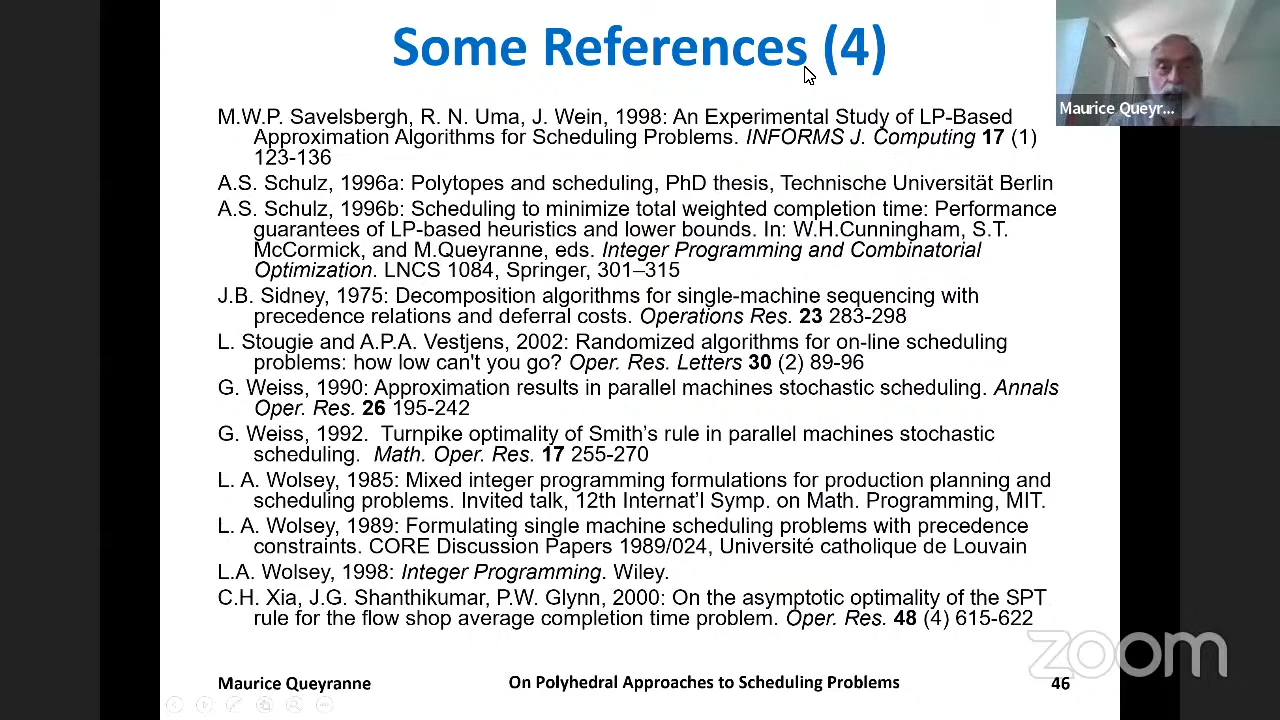 Some References (4)
Maurice Queyr...
M.W.P. Savelsbergh, R. N. Uma, J. Wein, 1998: An Experimental Study of LP-Based
Approximation Algorithms for Scheduling Problems. INFORMS J. Computing 17 (1)
123-136
A.S. Schulz, 1996a: Polytopes and scheduling, PhD thesis, Technische Universität Berlin
A.S. Schulz, 1996b: Scheduling to minimize total weighted completion time: Performance
guarantees of LP-based heuristics and lower bounds. In: W.H.Cunningham, S.T.
McCormick, and M.Queyranne, eds. Integer Programming and Combinatorial
Optimization. LNCS 1084, Springer, 301–315
J.B. Sidney, 1975: Decomposition algorithms for single-machine sequencing with
precedence relations and deferral costs. Operations Res. 23 283-298
L. Stougie and A.P.A. Vestjens, 2002: Randomized algorithms for on-line scheduling
problems: how low can't you go? Oper. Res. Letters 30 (2) 89-96
G. Weiss, 1990: Approximation results in parallel machines stochastic scheduling. Annals
Oper. Res. 26 195-242
G. Weiss, 1992. Turnpike optimality of Smith's rule in parallel machines stochastic
scheduling. Math. Oper. Res. 17 255-270
L. A. Wolsey, 1985: Mixed integer programming formulations for production planning and
scheduling problems. Invited talk, 12th Internat'l Symp. on Math. Programming, MIT.
L. A. Wolsey, 1989: Formulating single machine scheduling problems with precedence
constraints. CORE Discussion Papers 1989/024, Université catholique de Louvain
L.A. Wolsey, 1998: Integer Programming. Wiley.
C.H. Xia, J.G. Shanthikumar, P.W. Glynn, 2000: On the asymptotic optimality of the SPT
rule for the flow shop average completion time problem. Oper. Res. 48 (4) 615-622
zoom
Maurice Queyranne
On Polyhedral Approaches to Scheduling Problems
46